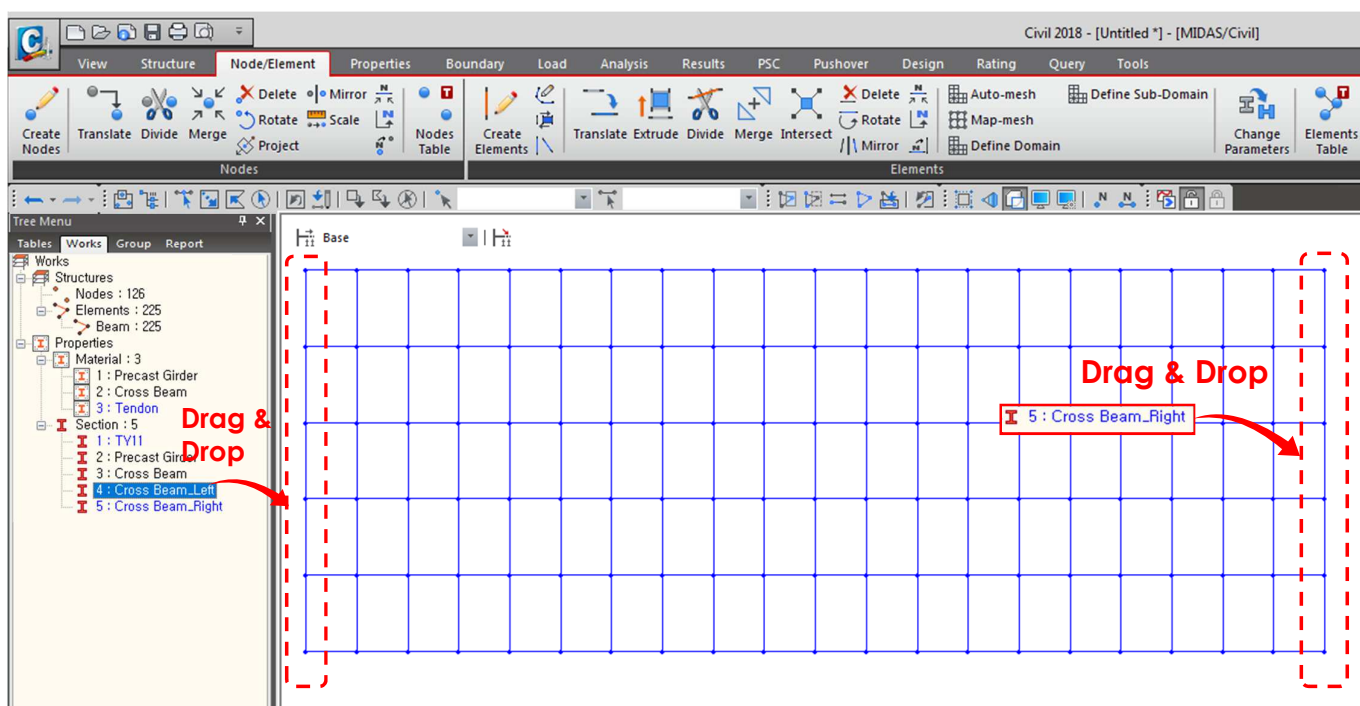 Civil 2018 - [Untitled *] - [MIDAS/Civil]
View Structure Node/Element Properties Boundary Load Analysis Results PSC Pushover Design Rating Query Tools
Create Nodes
Translate
Divide
Merge
Delete
Rotate
Project
Mirror
Scale
Nodes Table
Create Elements
Translate
Extrude
Divide
Merge
Intersect
Delete
Rotate
Mirror
Auto-mesh
Map-mesh
Define Domain
Define Sub-Domain
Change Parameters
Elements Table
Nodes
Elements
Tree Menu
Tables Works Group Report
Works
Structures
Nodes : 126
Elements : 225
Beam : 225
Properties
Material : 3
1 : Precast Girder
2 : Cross Beam
3 : Tendon
Section : 5
1 : TY11
2 : Precast Girder
3 : Cross Beam
4 : Cross Beam_Left
5 : Cross Beam_Right
Base
Drag &
Drop
Drag & Drop
5 : Cross Beam_Right